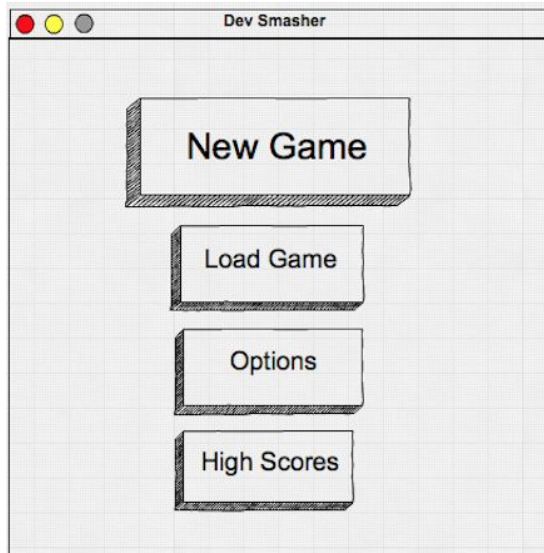 Dev Smasher
New Game
Load Game
Options
High Scores